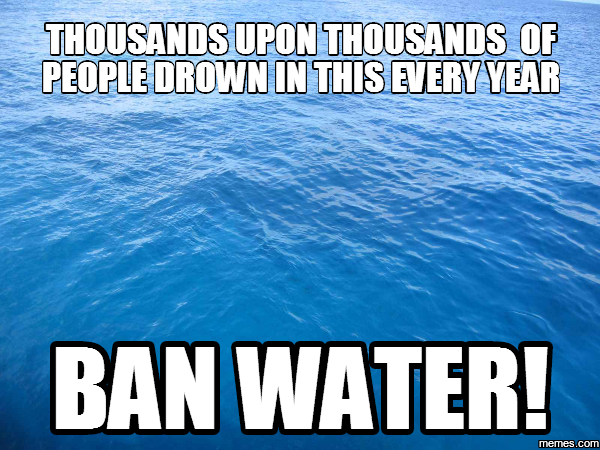 THOUSANDS UPON THOUSANDS  OF
PEOPLE DROWN IN THIS EVERY YEAR
BAN WATER!
memes.com